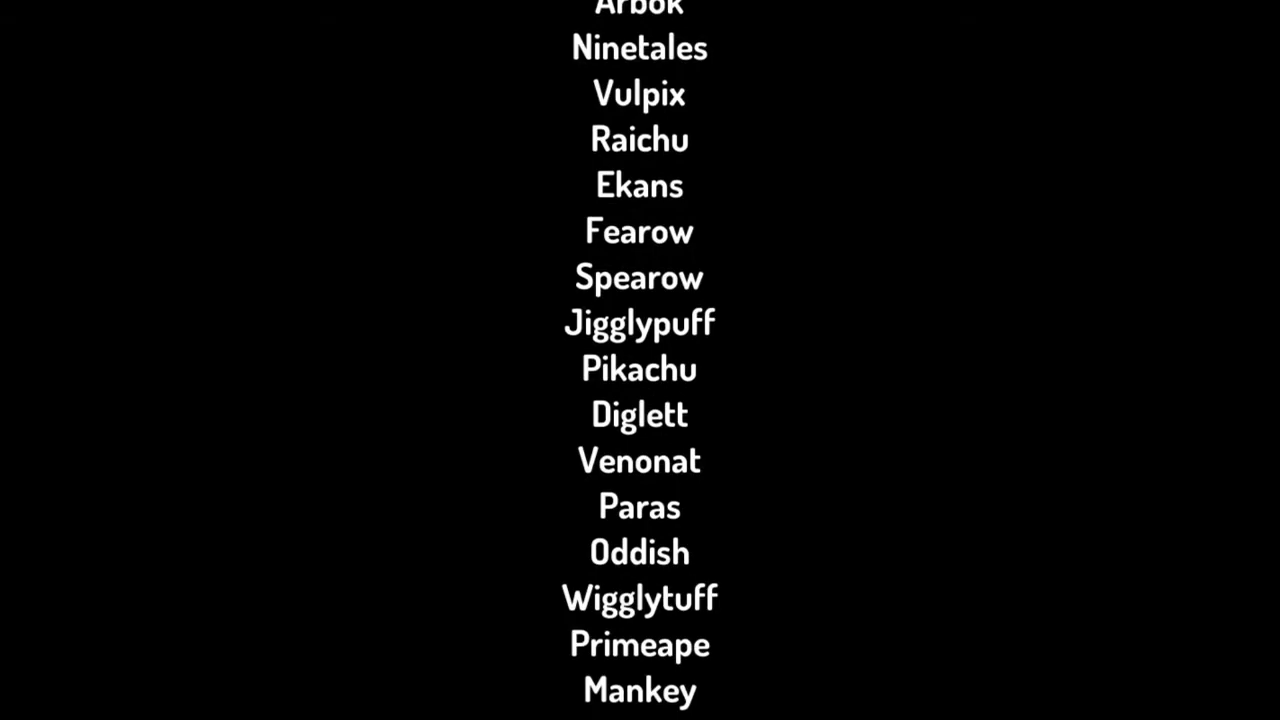 Arbok
Ninetales
Vulpix
Raichu
Ekans
Fearow
Spearow
Jigglypuff
Pikachu
Diglett
Venonat
Paras
Oddish
Wigglytuff
Primeape
Mankey